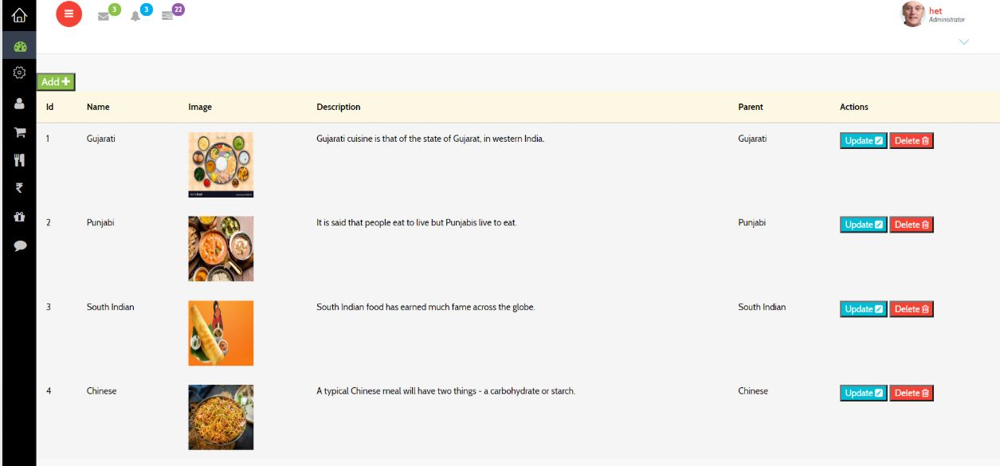 3 3 22
het
Administrator
Add
Id Name Image Description Parent Actions
1 Gujarati Gujarati cuisine is that of the state of Gujarat, in western India. Gujarati Update Delete
2 Punjabi It is said that people eat to live but Punjabis live to eat. Punjabi Update Delete
3 South Indian South Indian food has earned much fame across the globe. South Indian Update Delete
4 Chinese A typical Chinese meal will have two things - a carbohydrate or starch. Chinese Update Delete